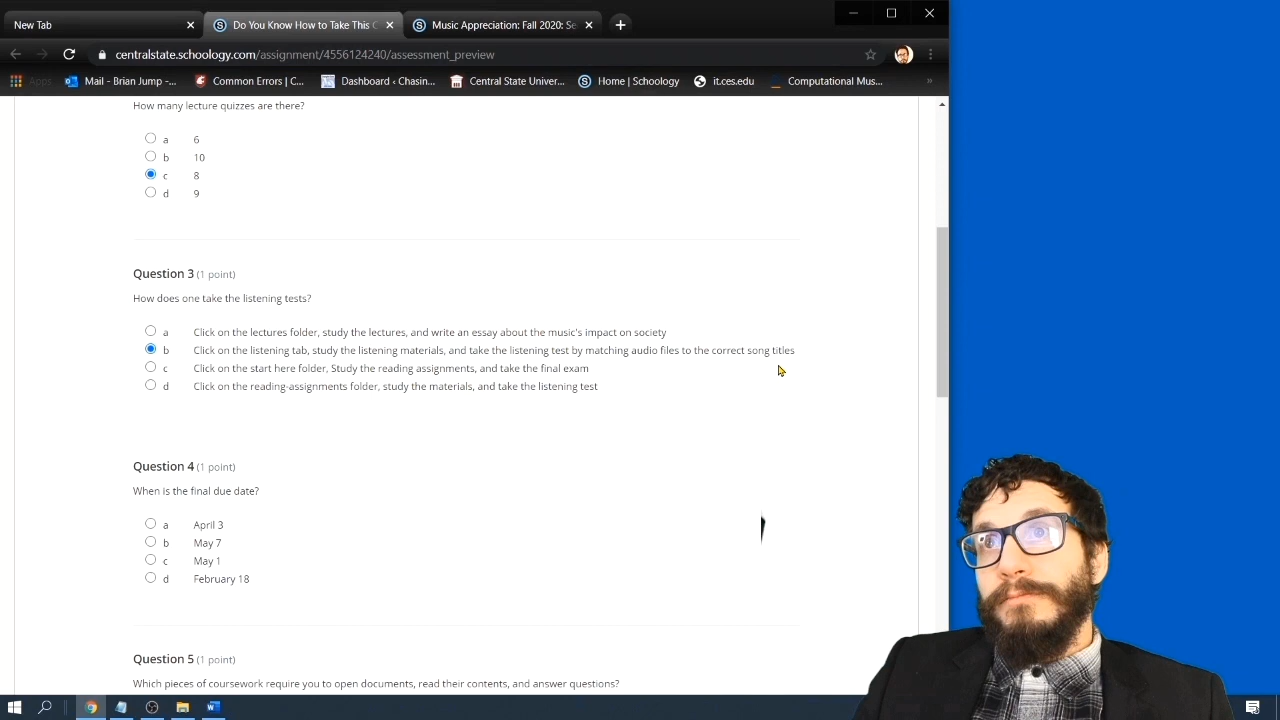 New Tab
Do You Know How to Take This C
Music Appreciation: Fall 2020: Se
centralstate.schoology.com/assignment/4556124240/assessment_preview
Apps
Mail - Brian Jump -...
Common Errors | C...
Dashboard ‹ Chasin...
Central State Univer...
Home | Schoology
it.ces.edu
Computational Mus...
»
How many lecture quizzes are there?
a 6
b 10
c 8
d 9
Question 3 (1 point)
How does one take the listening tests?
a Click on the lectures folder, study the lectures, and write an essay about the music's impact on society
b Click on the listening tab, study the listening materials, and take the listening test by matching audio files to the correct song titles
c Click on the start here folder, Study the reading assignments, and take the final exam
d Click on the reading-assignments folder, study the materials, and take the listening test
Question 4 (1 point)
When is the final due date?
a April 3
b May 7
c May 1
d February 18
Question 5 (1 point)
Which pieces of coursework require you to open documents, read their contents, and answer questions?